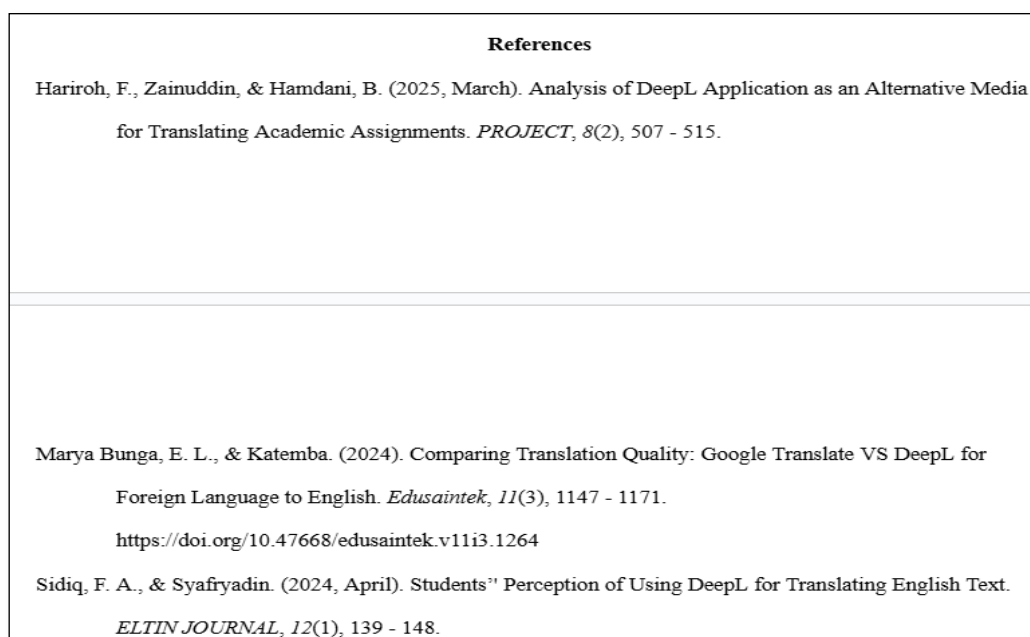 References
Hariroh, F., Zainuddin, & Hamdani, B. (2025, March). Analysis of DeepL Application as an Alternative Media
for Translating Academic Assignments. PROJECT, 8(2), 507 - 515.
Marya Bunga, E. L., & Katemba. (2024). Comparing Translation Quality: Google Translate VS DeepL for
Foreign Language to English. Edusaintek, 11(3), 1147 - 1171.
https://doi.org/10.47668/edusaintek.v11i3.1264
Sidiq, F. A., & Syafryadin. (2024, April). Students’' Perception of Using DeepL for Translating English Text.
ELTIN JOURNAL, 12(1), 139 - 148.